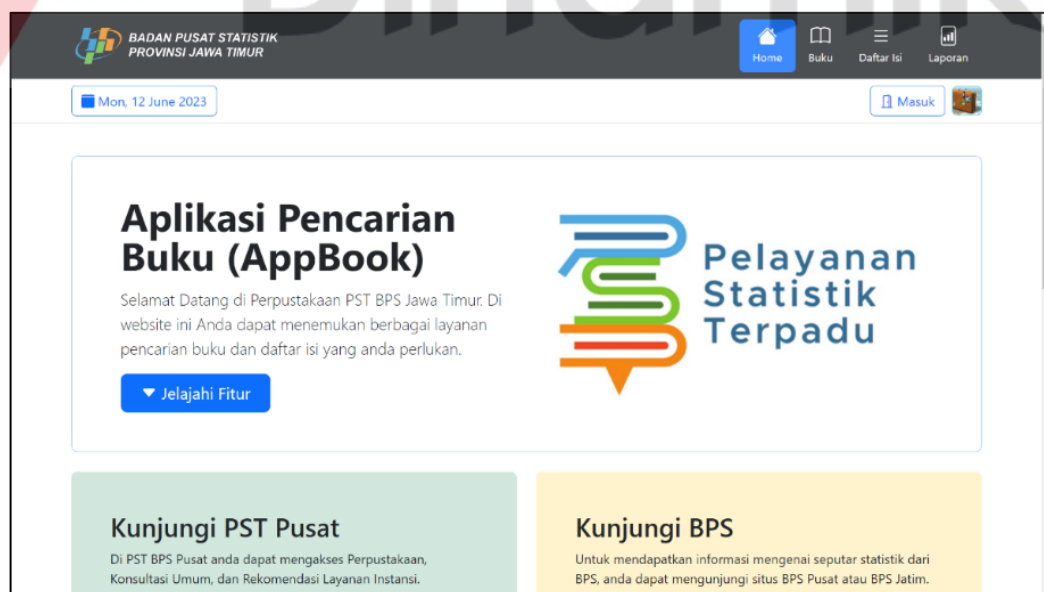 Dinamik
BADAN PUSAT STATISTIK
PROVINSI JAWA TIMUR
Home Buku Daftar Isi Laporan
Mon, 12 June 2023
Masuk
Aplikasi Pencarian
Buku (AppBook)
Selamat Datang di Perpustakaan PST BPS Jawa Timur. Di
website ini Anda dapat menemukan berbagai layanan
pencarian buku dan daftar isi yang anda perlukan.
Jelajahi Fitur
Pelayanan
Statistik
Terpadu
Kunjungi PST Pusat
Di PST BPS Pusat anda dapat mengakses Perpustakaan,
Konsultasi Umum, dan Rekomendasi Layanan Instansi.
Kunjungi BPS
Untuk mendapatkan informasi mengenai seputar statistik dari
BPS, anda dapat mengunjungi situs BPS Pusat atau BPS Jatim.